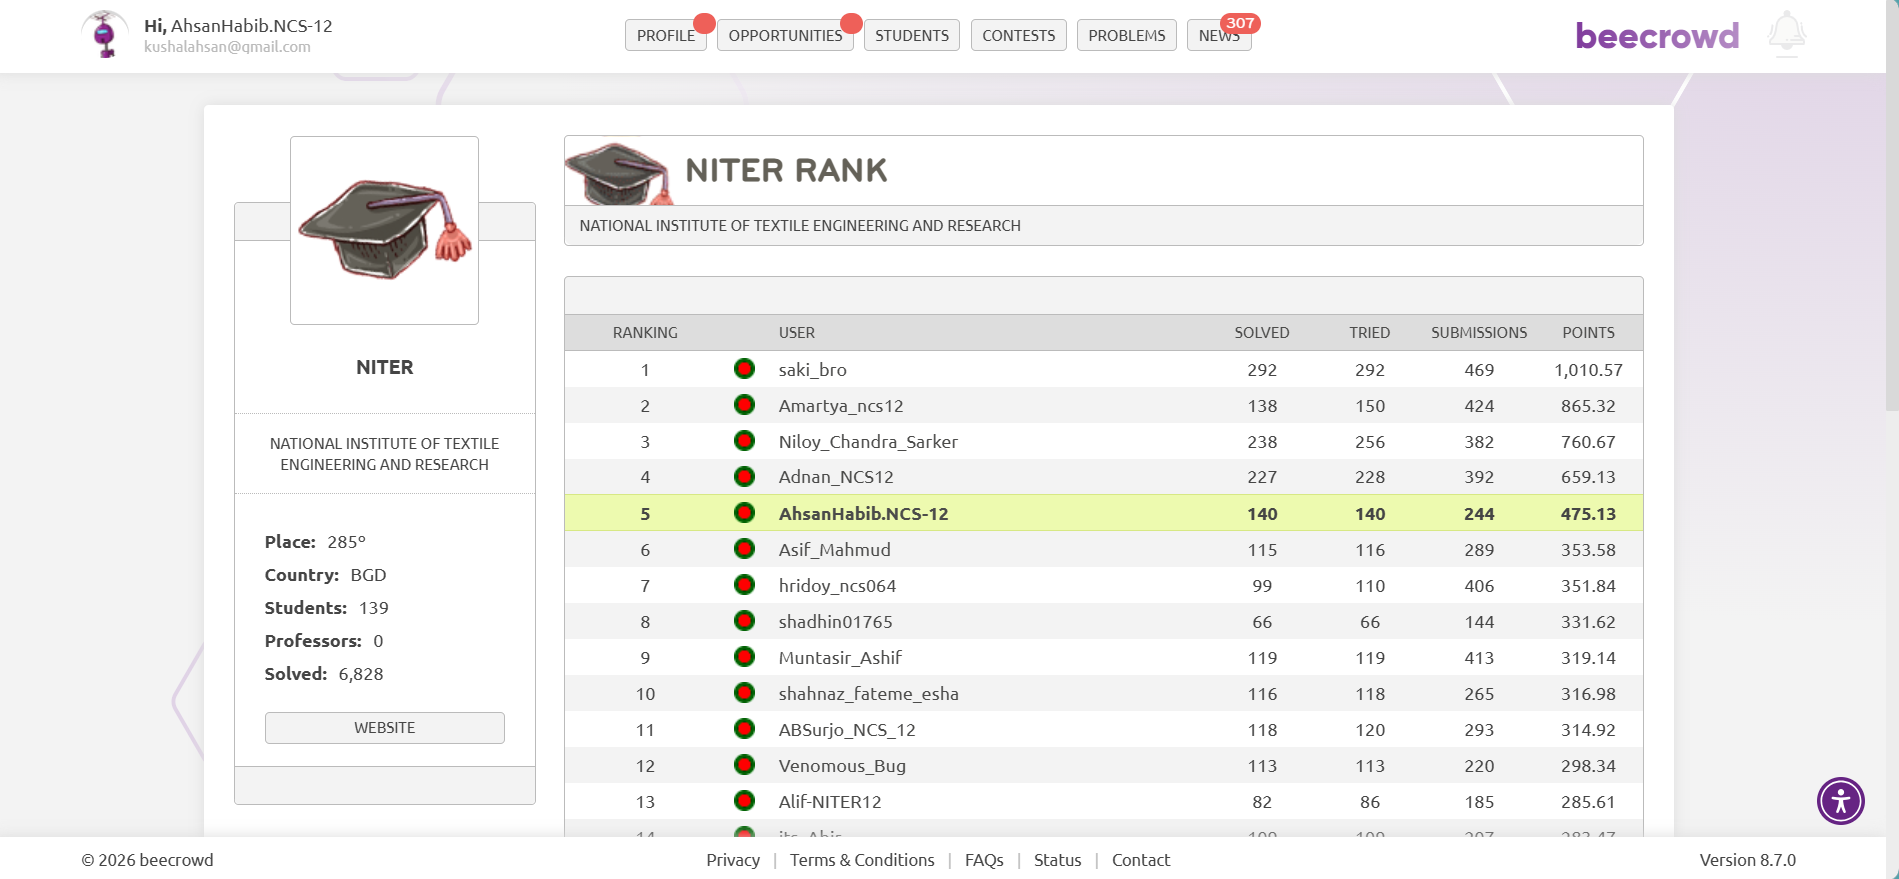 Hi, AhsanHabib.NCS-12
kushalahsan@gmail.com
PROFILE OPPORTUNITIES STUDENTS CONTESTS PROBLEMS NEWS 307
beecrowd
NITER
NATIONAL INSTITUTE OF TEXTILE
ENGINEERING AND RESEARCH
Place: 285º
Country: BGD
Students: 139
Professors: 0
Solved: 6,828
WEBSITE
NITER RANK
NATIONAL INSTITUTE OF TEXTILE ENGINEERING AND RESEARCH
RANKING USER SOLVED TRIED SUBMISSIONS POINTS
1 saki_bro 292 292 469 1,010.57
2 Amartya_ncs12 138 150 424 865.32
3 Niloy_Chandra_Sarker 238 256 382 760.67
4 Adnan_NCS12 227 228 392 659.13
5 AhsanHabib.NCS-12 140 140 244 475.13
6 Asif_Mahmud 115 116 289 353.58
7 hridoy_ncs064 99 110 406 351.84
8 shadhin01765 66 66 144 331.62
9 Muntasir_Ashif 119 119 413 319.14
10 shahnaz_fateme_esha 116 118 265 316.98
11 ABSurjo_NCS_12 118 120 293 314.92
12 Venomous_Bug 113 113 220 298.34
13 Alif-NITER12 82 86 185 285.61
© 2026 beecrowd
Privacy | Terms & Conditions | FAQs | Status | Contact
Version 8.7.0